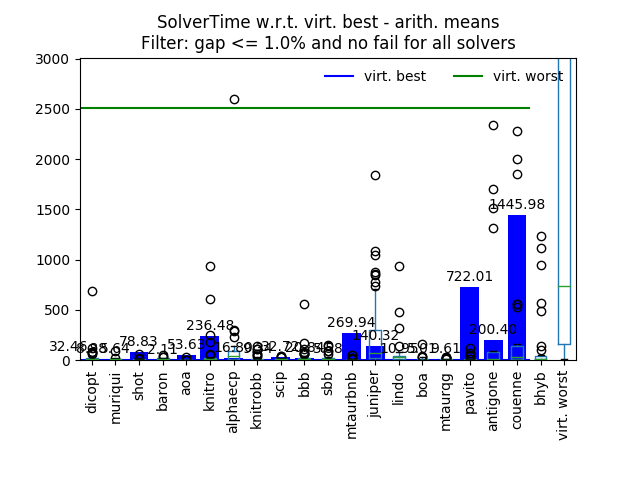 SolverTime w.r.t. virt. best - arith. means
Filter: gap <= 1.0% and no fail for all solvers
3000
2500
2000
1500
1000
500
0
virt. best
virt. worst
1445.98
722.01
236.48
269.94
200.40
140.32
78.83
53.63
dicopt
muriqui
shot
baron
aoa
knitro
alphaecp
knitrobb
scip
bbb
sbb
mtaurbnb
juniper
lindo
boa
mtaurqg
pavito
antigone
couenne
bhyb
virt. worst